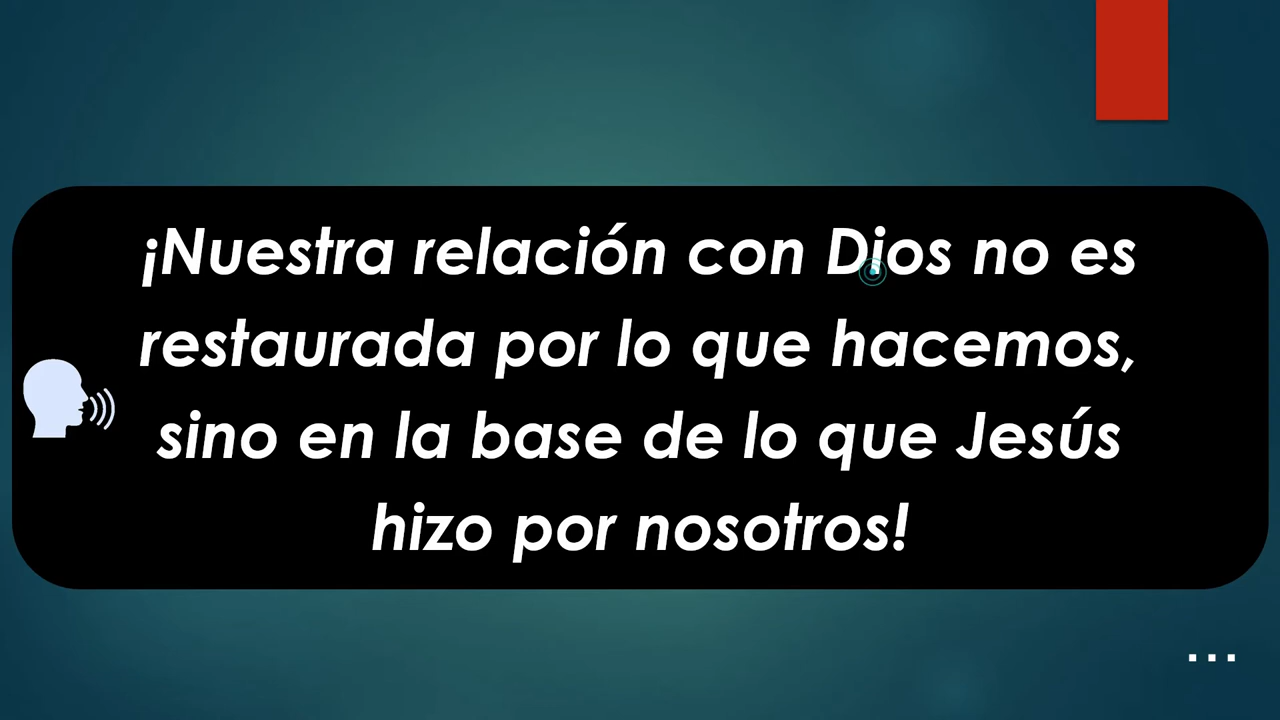 ¡Nuestra relación con Dios no es
restaurada por lo que hacemos,
sino en la base de lo que Jesús
hizo por nosotros!
...